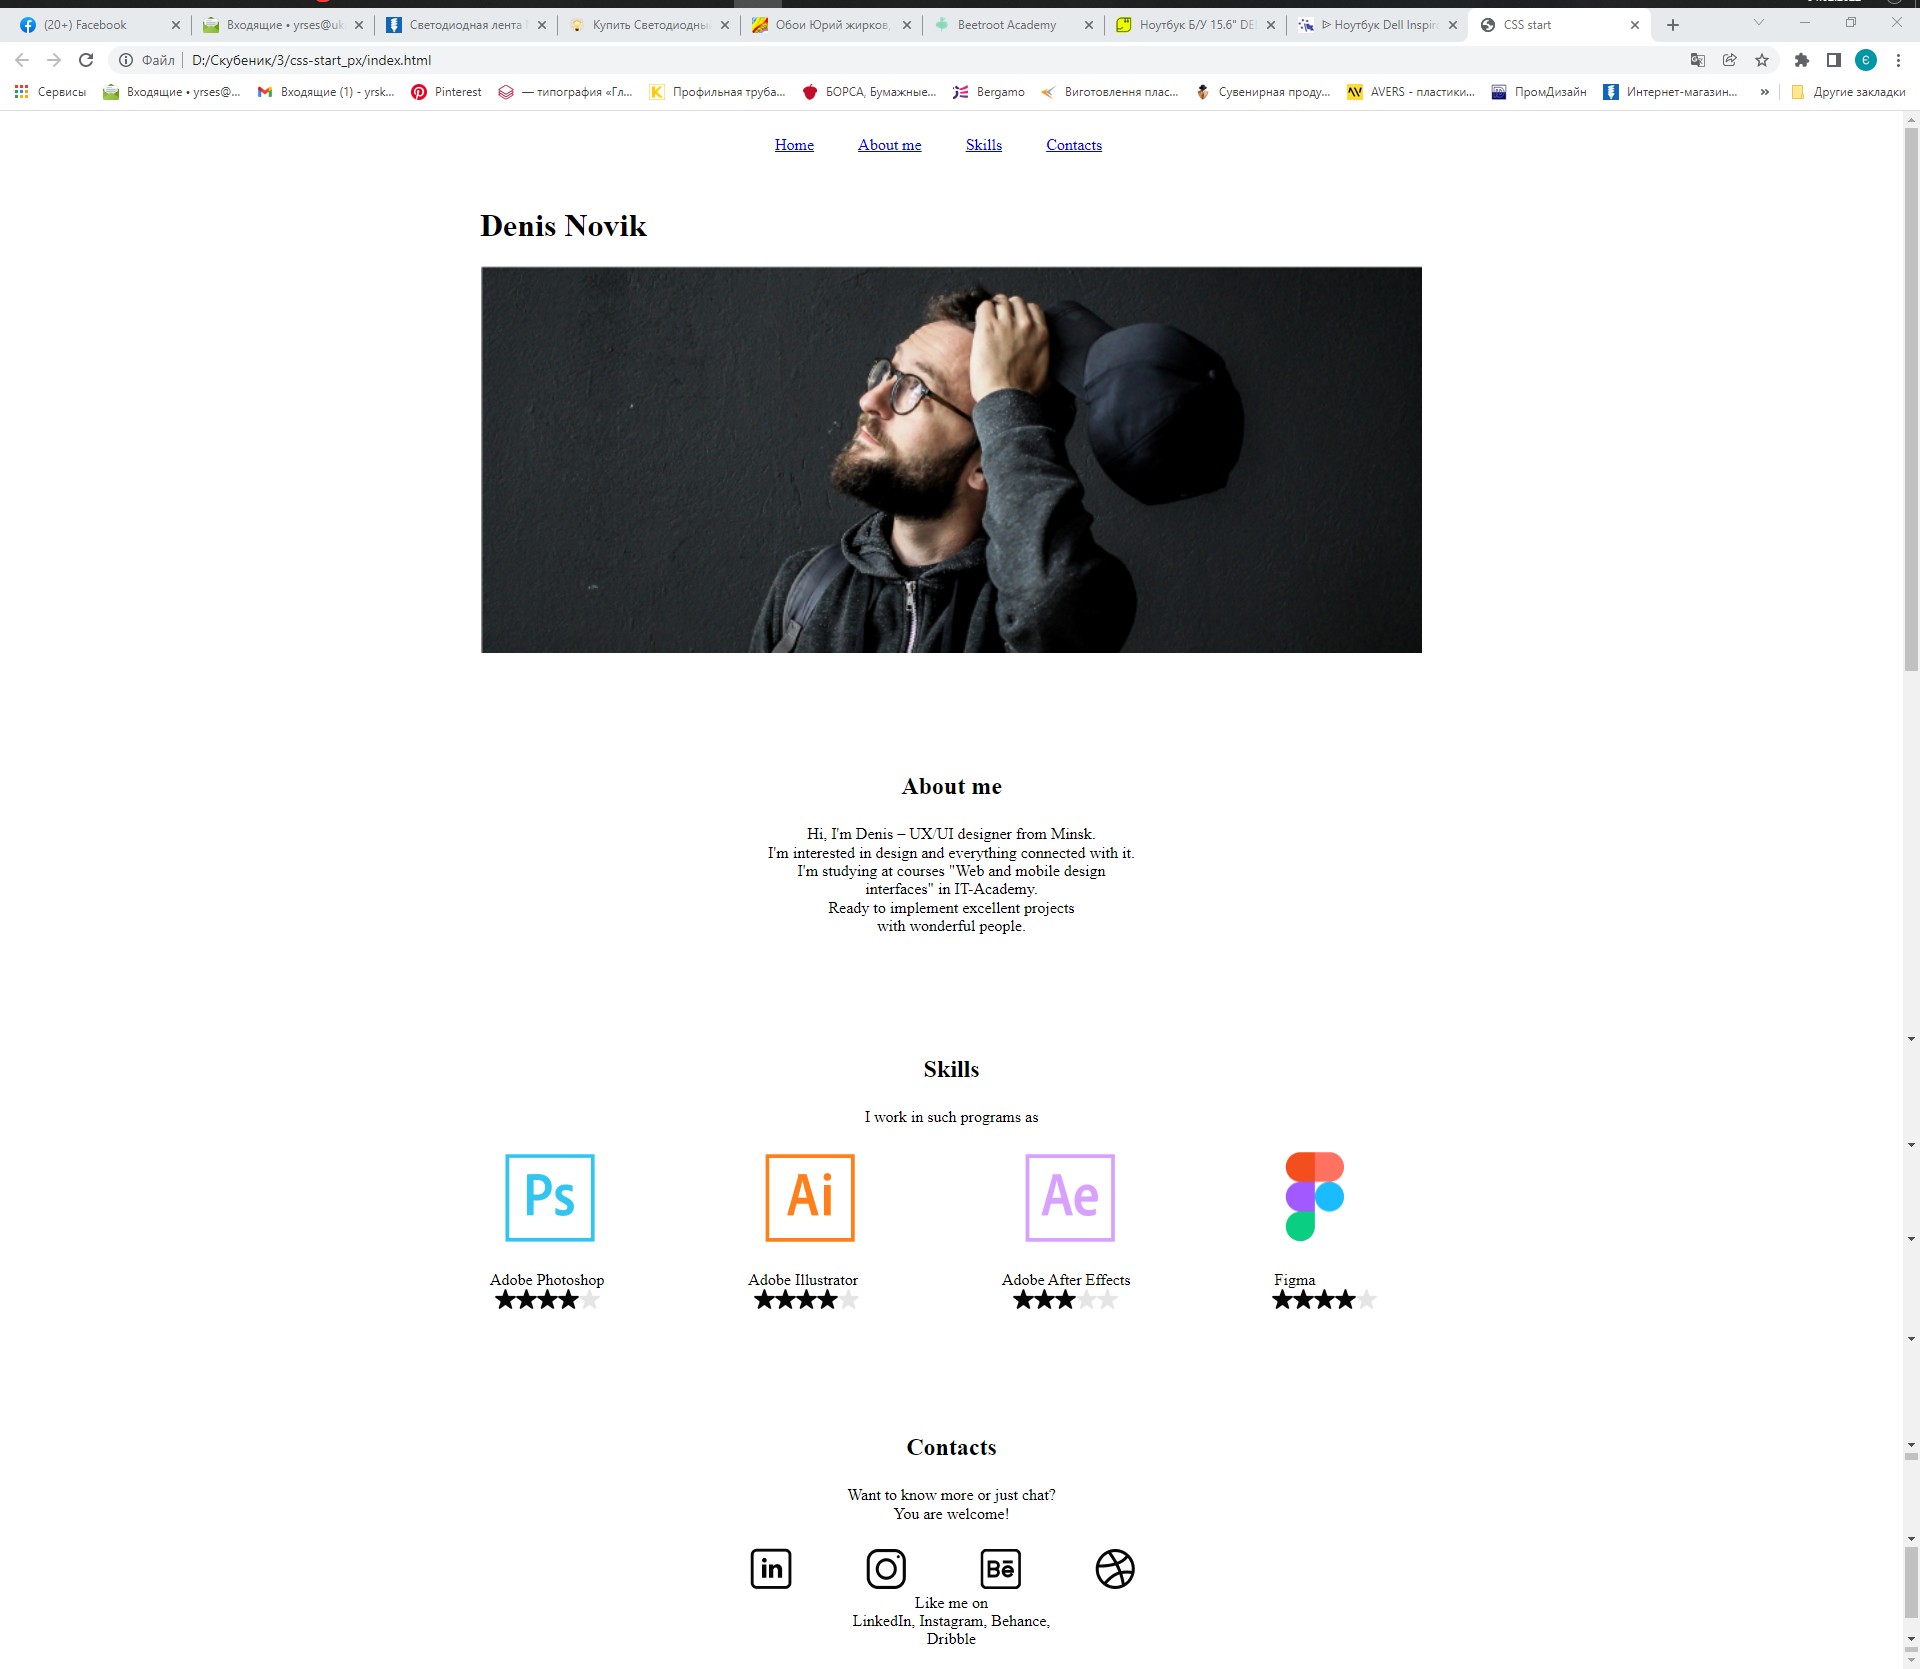 (20+) Facebook
Входящие • yrses@uk
Светодиодная лента
Купить Светодиодны
Обои Юрий жирков,
Beetroot Academy
Ноутбук Б/У 15.6" DE
ᐈ Ноутбук Dell Inspir
CSS start
Файл
D:/Скубеник/3/css-start_px/index.html
Сервисы
Входящие • yrses@...
Входящие (1) - yrsk...
Pinterest
— типография «Гл...
Профильная труба...
БОРСА, Бумажные...
Bergamo
Виготовлення плас...
Сувенирная проду...
AVERS - пластики...
ПромДизайн
Интернет-магазин...
»
Другие закладки
Home About me Skills Contacts
Denis Novik
About me
Hi, I'm Denis – UX/UI designer from Minsk.
I'm interested in design and everything connected with it.
I'm studying at courses "Web and mobile design
interfaces" in IT-Academy.
Ready to implement excellent projects
with wonderful people.
Skills
I work in such programs as
Ps Ai Ae
Adobe Photoshop Adobe Illustrator Adobe After Effects Figma
Contacts
Want to know more or just chat?
You are welcome!
in Bē
Like me on
LinkedIn, Instagram, Behance,
Dribble